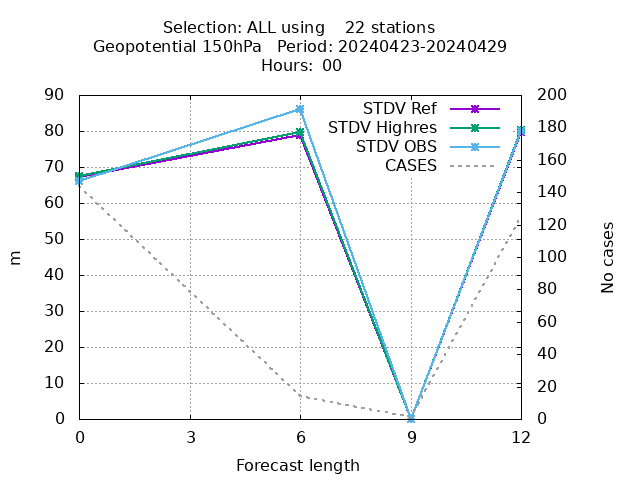 Selection: ALL using    22 stations
Geopotential 150hPa   Period: 20240423-20240429
Hours: 00
STDV Ref
STDV Highres
STDV OBS
CASES
90
80
70
60
50
40
30
20
10
0
m
200
180
160
140
120
100
80
60
40
20
0
No cases
0 3 6 9 12
Forecast length